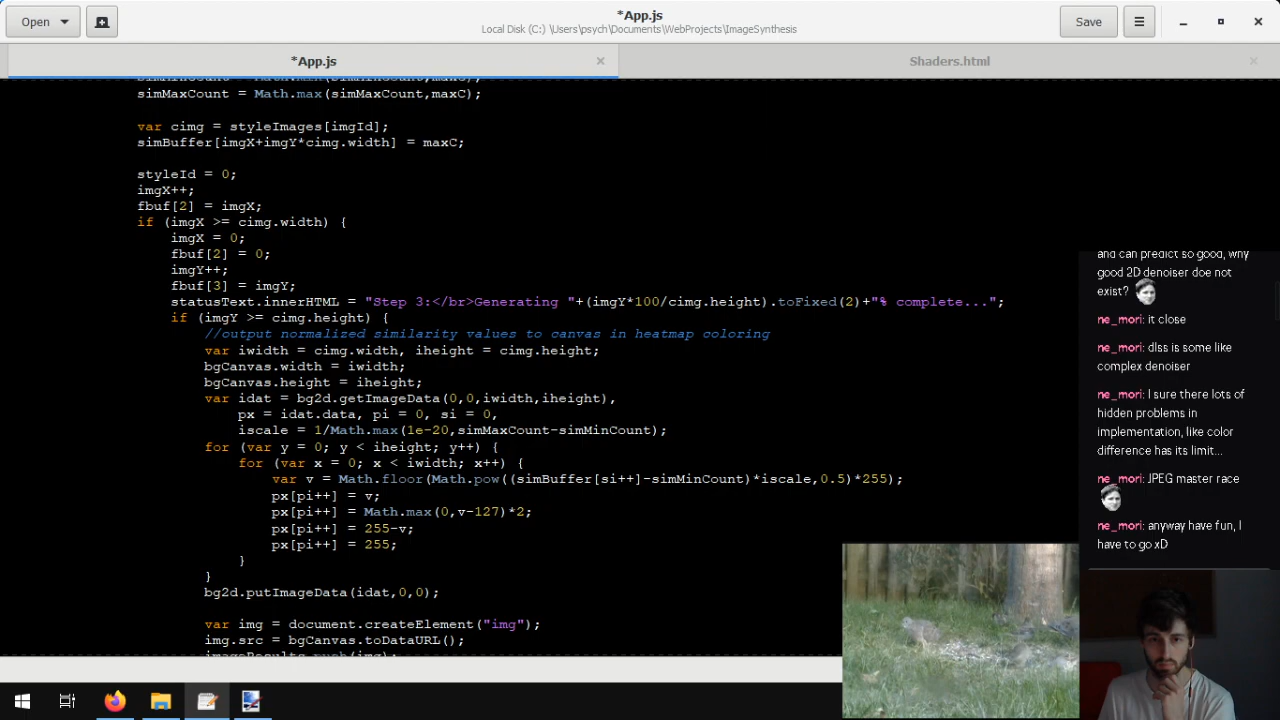 Open
*App.js
Local Disk (C:) \Users\psych\Documents\WebProjects\ImageSynthesis
Save
*App.js
Shaders.html
simMaxCount = Math.max(simMaxCount,maxC);
var cimg = styleImages[imgId];
simBuffer[imgX+imgY*cimg.width] = maxC;
styleId = 0;
imgX++;
fbuf[2] = imgX;
if (imgX >= cimg.width) {
imgX = 0;
fbuf[2] = 0;
imgY++;
fbuf[3] = imgY;
statusText.innerHTML = "Step 3:</br>Generating "+(imgY*100/cimg.height).toFixed(2)+"% complete...";
if (imgY >= cimg.height) {
//output normalized similarity values to canvas in heatmap coloring
var iwidth = cimg.width, iheight = cimg.height;
bgCanvas.width = iwidth;
bgCanvas.height = iheight;
var idat = bg2d.getImageData(0,0,iwidth,iheight),
px = idat.data, pi = 0, si = 0,
iscale = 1/Math.max(1e-20,simMaxCount-simMinCount);
for (var y = 0; y < iheight; y++) {
for (var x = 0; x < iwidth; x++) {
var v = Math.floor(Math.pow((simBuffer[si++]-simMinCount)*iscale,0.5)*255);
px[pi++] = v;
px[pi++] = Math.max(0,v-127)*2;
px[pi++] = 255-v;
px[pi++] = 255;
}
}
bg2d.putImageData(idat,0,0);
var img = document.createElement("img");
img.src = bgCanvas.toDataURL();
imageResults.push(img);
and can predict so good, why
good 2D denoiser doe not
exist?
ne_mori: it close
ne_mori: dlss is some like
complex denoiser
ne_mori: I sure there lots of
hidden problems in
implementation, like color
difference has its limit...
ne_mori: JPEG master race
ne_mori: anyway have fun, I
have to go xD